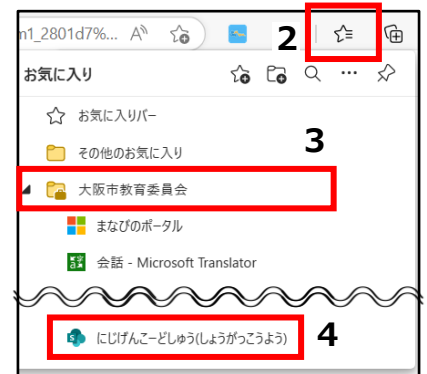 m1_2801d7%... A 2
お気に入り ...
お気に入りバー
その他のお気に入り
3
大阪市教育委員会
まなびのポータル
会話 - Microsoft Translator
にじげんこーどしゅう(しょうがっこうよう)
4